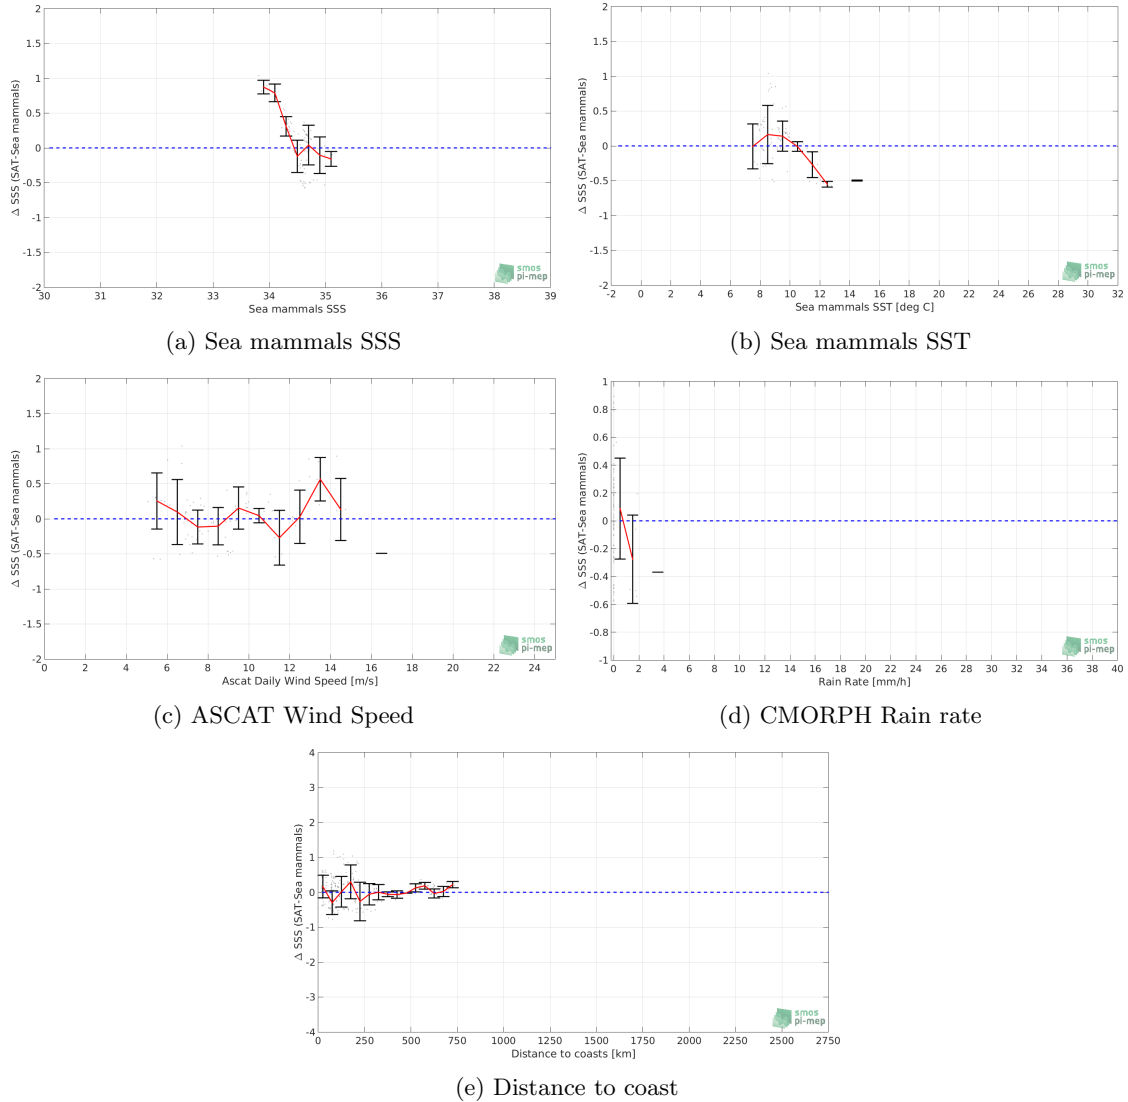 2
1.5
1
0.5
0
-0.5
-1
-1.5
-2
Δ SSS (SAT-Sea mammals)
30 31 32 33 34 35 36 37 38 39
Sea mammals SSS
smos
pi-mep
(a) Sea mammals SSS
2
1.5
1
0.5
0
-0.5
-1
-1.5
-2
Δ SSS (SAT-Sea mammals)
-2 0 2 4 6 8 10 12 14 16 18 20 22 24 26 28 30 32
Sea mammals SST [deg C]
smos
pi-mep
(b) Sea mammals SST
2
1.5
1
0.5
0
-0.5
-1
-1.5
-2
Δ SSS (SAT-Sea mammals)
0 2 4 6 8 10 12 14 16 18 20 22 24
Ascat Daily Wind Speed [m/s]
smos
pi-mep
(c) ASCAT Wind Speed
1
0.8
0.6
0.4
0.2
0
-0.2
-0.4
-0.6
-0.8
-1
Δ SSS (SAT-Sea mammals)
0 2 4 6 8 10 12 14 16 18 20 22 24 26 28 30 32 34 36 38 40
Rain Rate [mm/h]
smos
pi-mep
(d) CMORPH Rain rate
4
3
2
1
0
-1
-2
-3
-4
Δ SSS (SAT-Sea mammals)
0 250 500 750 1000 1250 1500 1750 2000 2250 2500 2750
Distance to coasts [km]
smos
pi-mep
(e) Distance to coast